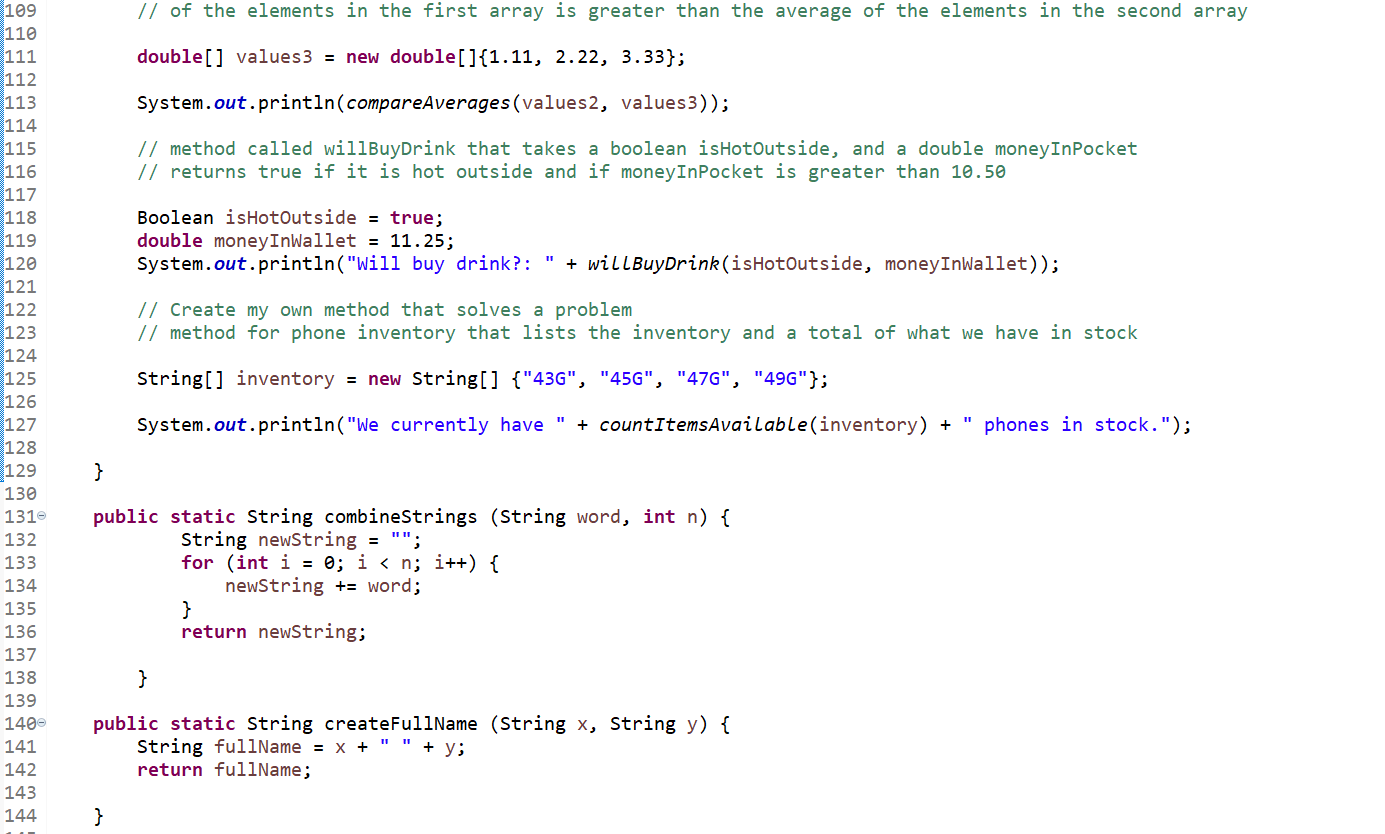 109 // of the elements in the first array is greater than the average of the elements in the second array
110
111 double[] values3 = new double[]{1.11, 2.22, 3.33};
112
113 System.out.println(compareAverages(values2, values3));
114
115 // method called willBuyDrink that takes a boolean isHotOutside, and a double moneyInPocket
116 // returns true if it is hot outside and if moneyInPocket is greater than 10.50
117
118 Boolean isHotOutside = true;
119 double moneyInWallet = 11.25;
120 System.out.println("Will buy drink?: " + willBuyDrink(isHotOutside, moneyInWallet));
121
122 // Create my own method that solves a problem
123 // method for phone inventory that lists the inventory and a total of what we have in stock
124
125 String[] inventory = new String[] {"43G", "45G", "47G", "49G"};
126
127 System.out.println("We currently have " + countItemsAvailable(inventory) + " phones in stock.");
128
129 }
130
131 public static String combineStrings (String word, int n) {
132 String newString = "";
133 for (int i = 0; i < n; i++) {
134 newString += word;
135 }
136 return newString;
137
138 }
139
140 public static String createFullName (String x, String y) {
141 String fullName = x + " " + y;
142 return fullName;
143
144 }